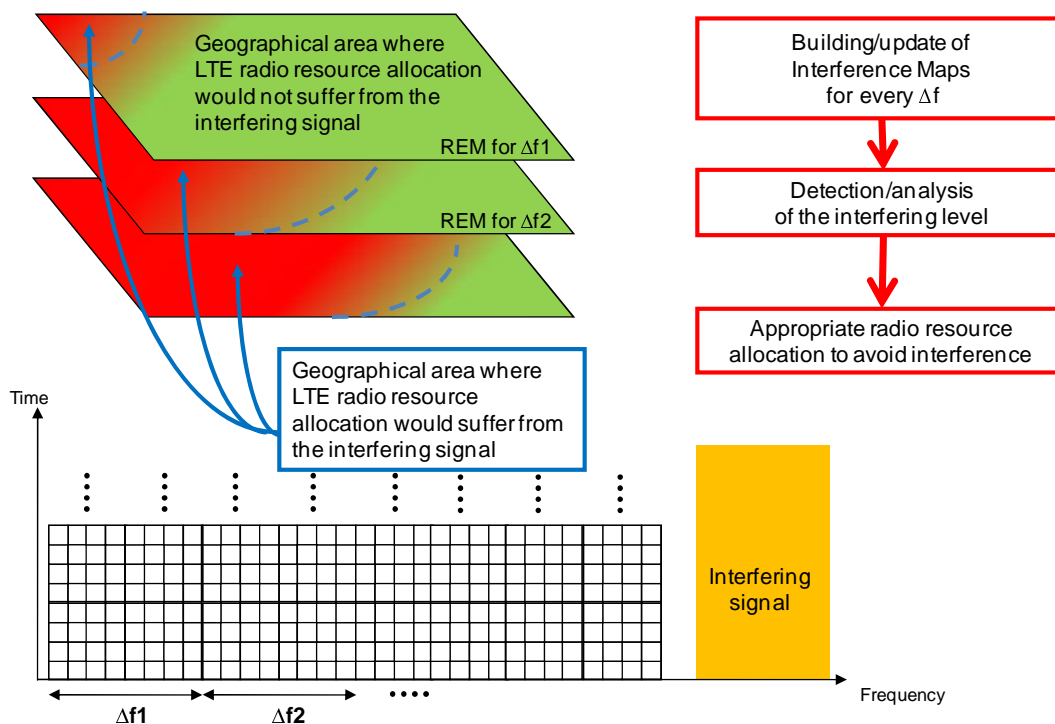 Geographical area where
LTE radio resource allocation
would not suffer from the
interfering signal
REM for Δf1
REM for Δf2
Building/update of
Interference Maps
for every Δf
Detection/analysis
of the interfering level
Appropriate radio resource
allocation to avoid interference
Geographical area where
LTE radio resource
allocation would suffer from
the interfering signal
Time
Interfering
signal
Frequency
Δf1
Δf2